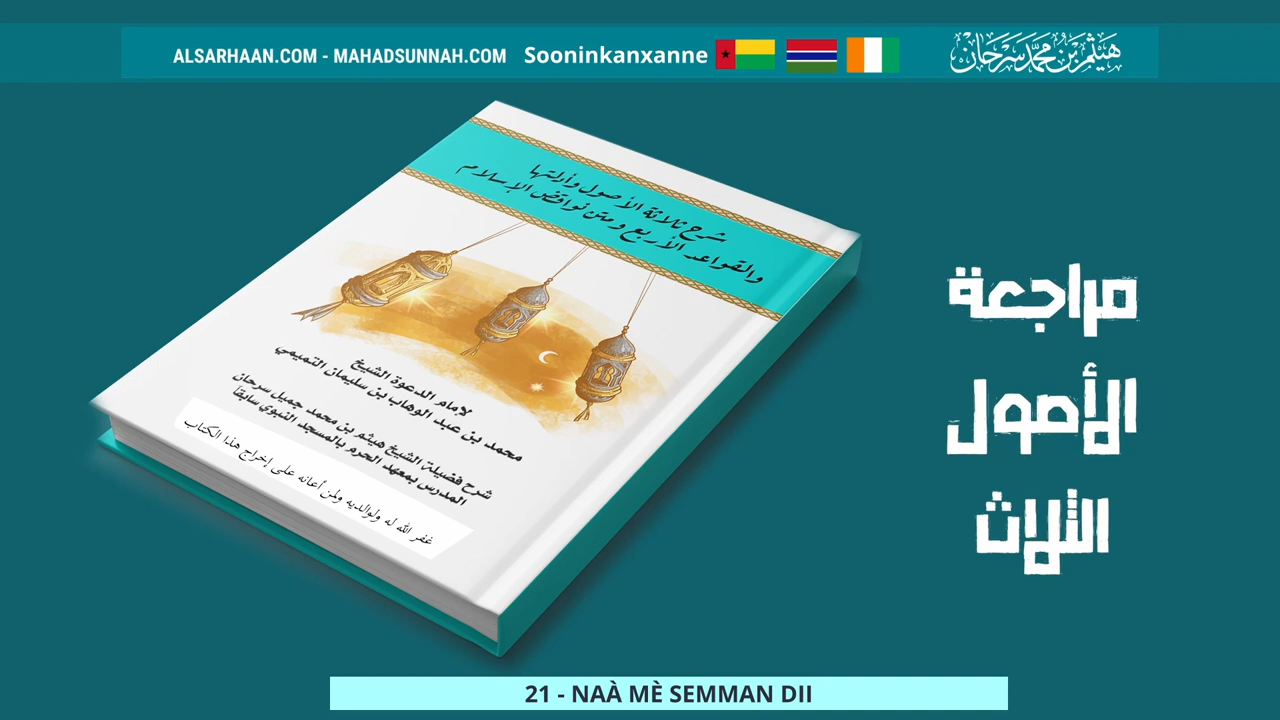 ALSARHAAN.COM - MAHADSUNNAH.COM Sooninkanxanne
هيثم بن محمد سرحان
شرح ثلاثة الأصول وأدلتها
والقواعد الأربع ومتن نواقض الإسلام
لإمام الدعوة الشيخ
محمد بن عبد الوهاب بن سليمان التميمي
شرح فضيلة الشيخ هيثم بن محمد جميل سرحان
المدرس بمعهد الحرم بالمسجد النبوي سابقاً
غفر الله له ولوالديه ولمن أعانه على إخراج هذا الكتاب
مراجعة
الأصول
الثلاث
21 - NAÀ MÈ SEMMAN DII